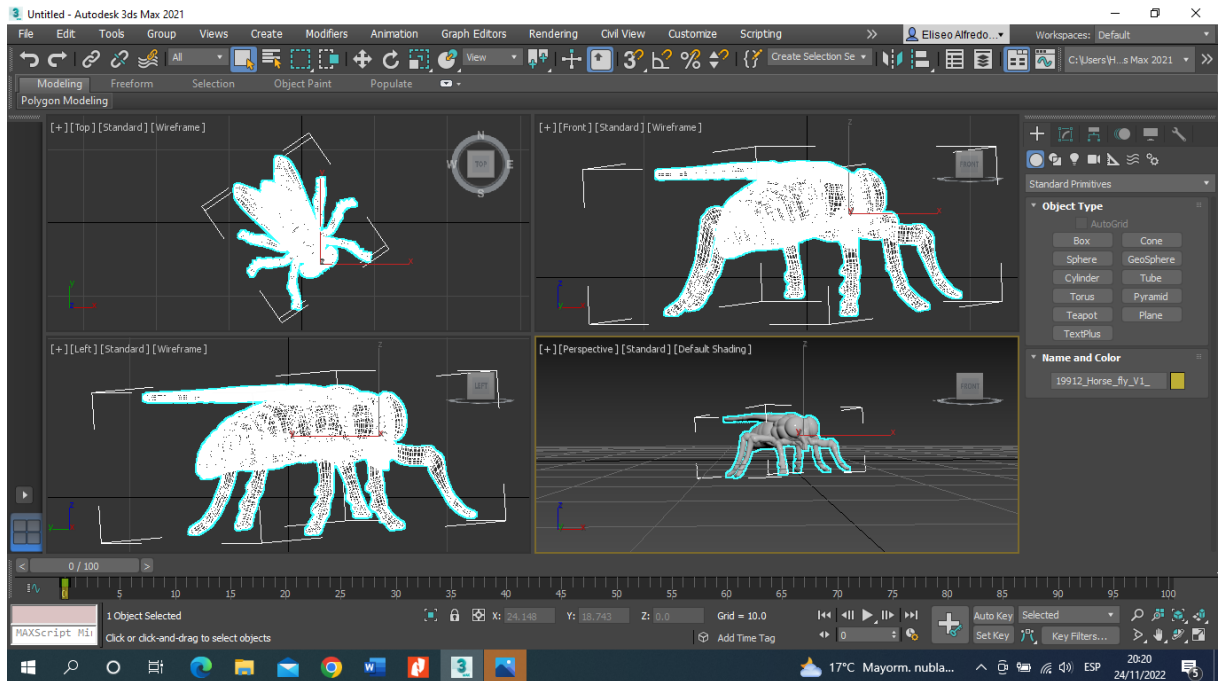 Untitled - Autodesk 3ds Max 2021
File Edit Tools Group Views Create Modifiers Animation Graph Editors Rendering Civil View Customize Scripting >> Eliseo Alfredo... Workspaces: Default
All View Create Selection Se C:\Users\H...s Max 2021 >>
Modeling Freeform Selection Object Paint Populate
Polygon Modeling
[+] [Top] [Standard] [Wireframe]
N
W TOP E
S
x
y
z
[+] [Front] [Standard] [Wireframe]
z
FRONT
x
z
[+] [Left] [Standard] [Wireframe]
z
LEFT
x
z
y
[+] [Perspective] [Standard] [Default Shading]
z
FRONT
x
z
Standard Primitives
Object Type
AutoGrid
Box Cone
Sphere GeoSphere
Cylinder Tube
Torus Pyramid
Teapot Plane
TextPlus
Name and Color
19912_Horse_fly_V1_
< 0 / 100 >
0 5 10 15 20 25 30 35 40 45 50 55 60 65 70 75 80 85 90 95 100
1 Object Selected X: 24.148 Y: 18.743 Z: 0.0 Grid = 10.0 Auto Key Selected
MAXScript Mi Click or click-and-drag to select objects Add Time Tag 0 Set Key Key Filters...
17°C Mayorm. nubla... ESP 20:20
24/11/2022
5